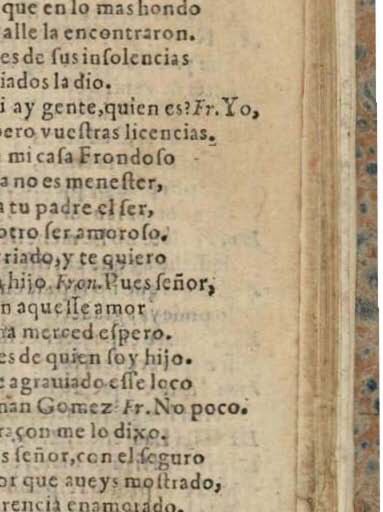 que en lo mas hondo
alle la encontraron.
es de ſus inſolencias
iados la dio.
i ay gente, quien es? Fr. Yo,
pero vueſtras licencias.
mi caſa Frondoſo
a no es meneſter,
a tu padre el ſer,
otro ſer amoroſo.
riado, y te quiero
hijo. Fron. Pues ſeñor,
n aqueſſe amor
na merced eſpero.
es de quien ſoy hijo.
e agrauiado eſſe loco
nan Gomez? Fr. No poco.
raçon me lo dixo.
s ſeñor, con el ſeguro
or que aueys moſtrado,
rencia enamorado.